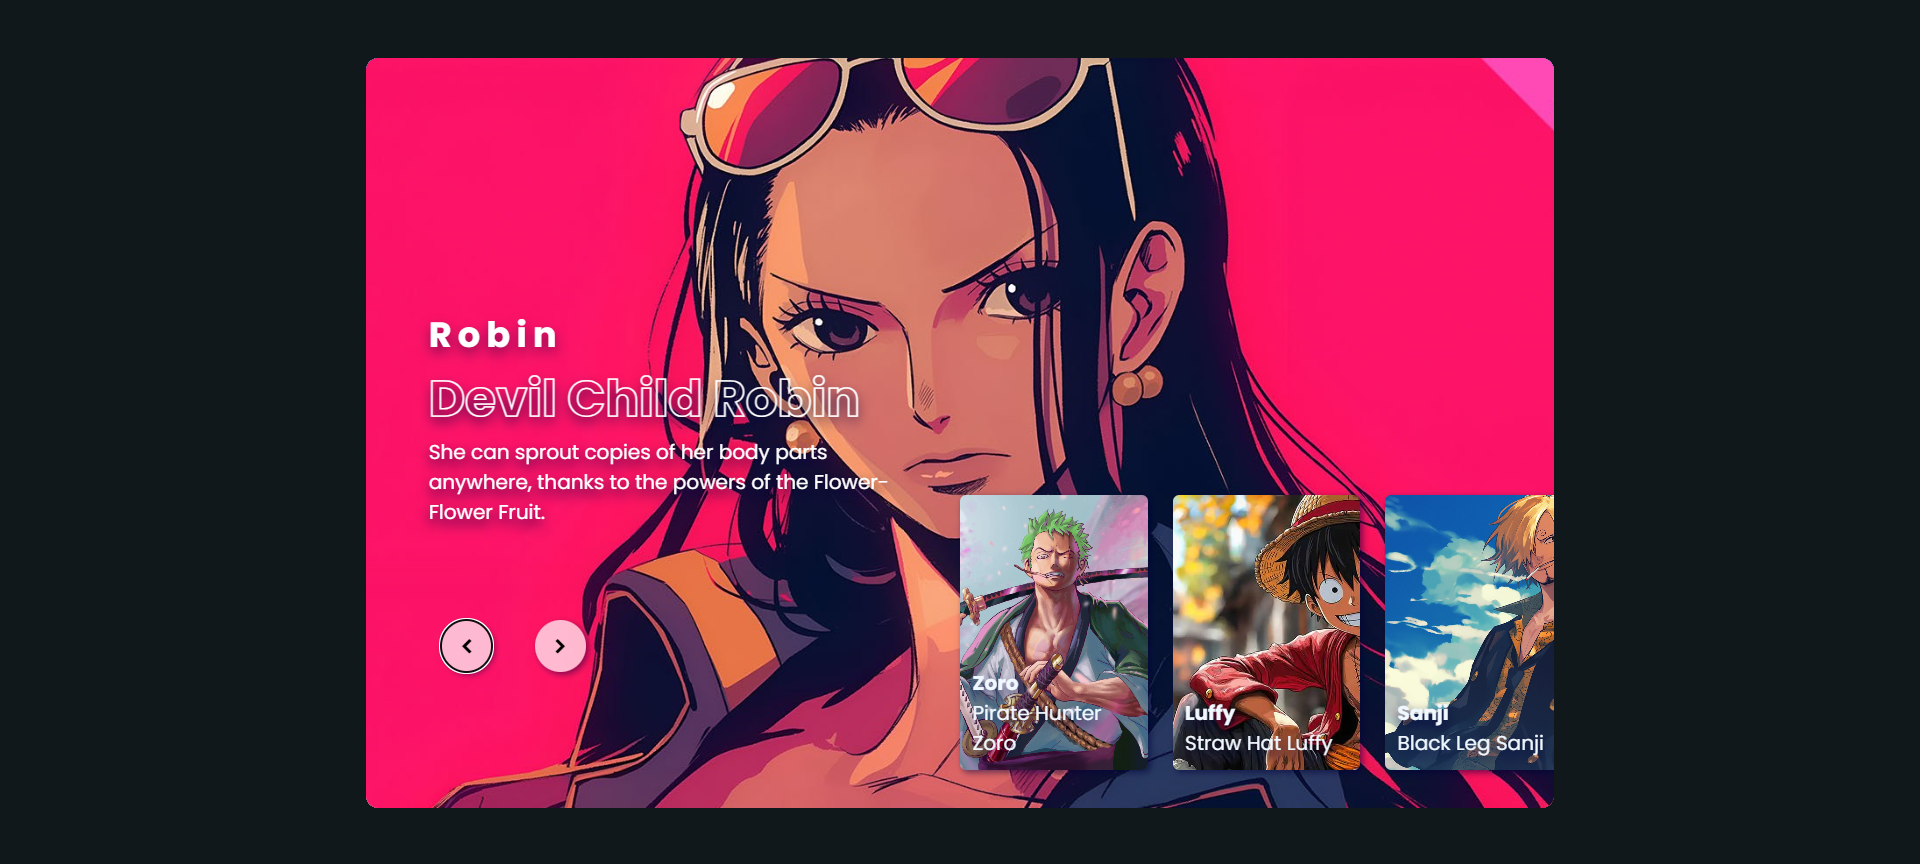 Robin
Devil Child Robin
She can sprout copies of her body parts
anywhere, thanks to the powers of the Flower-
Flower Fruit.
Zoro
Pirate Hunter
Zoro
Luffy
Straw Hat Luffy
Sanji
Black Leg Sanji